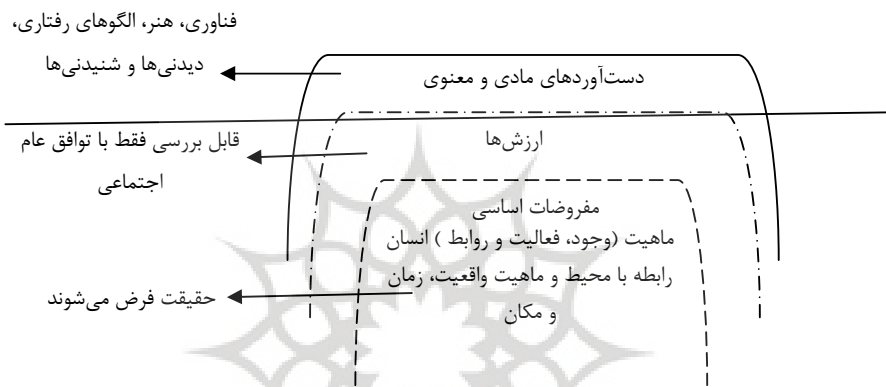 فناوری، هنر، الگوهای رفتاری،
دیدنی‌ها و شنیدنی‌ها
دست‌آوردهای مادی و معنوی
ارزش‌ها
قابل بررسی فقط با توافق عام
اجتماعی
مفروضات اساسی
ماهیت (وجود، فعالیت و روابط ) انسان
رابطه با محیط و ماهیت واقعیت، زمان
و مکان
حقیقت فرض می‌شوند